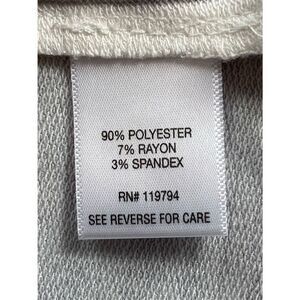 90% POLYESTER
7% RAYON
3% SPANDEX
RN# 119794
SEE REVERSE FOR CARE